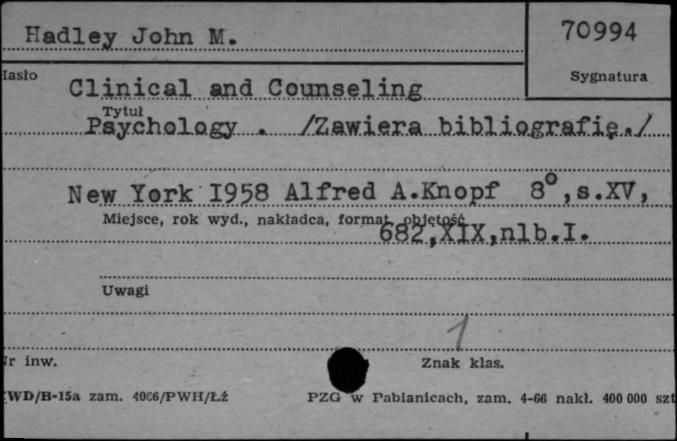 Hadley John M.
70994
Hasło
Sygnatura
Clinical and Counseling
Tytuł
Psychology . /Zawiera bibliografię./
New York I958 Alfred A.Knopf 8°,s.XV,
Miejsce, rok wyd., nakładca, format, objętość
682,XIX,nlb.I.
Uwagi
1
Nr inw.
Znak klas.
WD/B-15a zam. 4066/PWH/Łź
PZG w Pabianicach, zam. 4-66 nakł. 400 000 szt